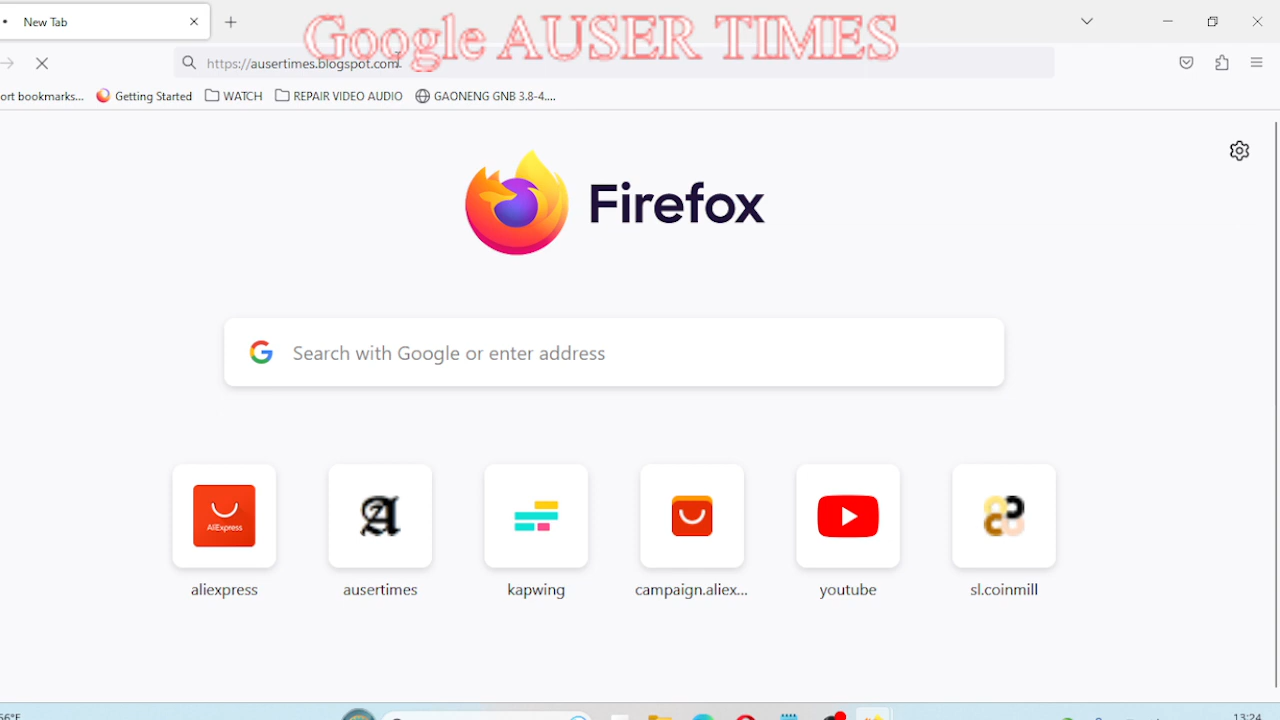 New Tab
Google AUSER TIMES
https://ausertimes.blogspot.com
ort bookmarks...
Getting Started
WATCH
REPAIR VIDEO AUDIO
GAONENG GNB 3.8-4....
Firefox
Search with Google or enter address
AliExpress
aliexpress
ausertimes
kapwing
campaign.aliex...
youtube
sl.coinmill
56°F
13:24